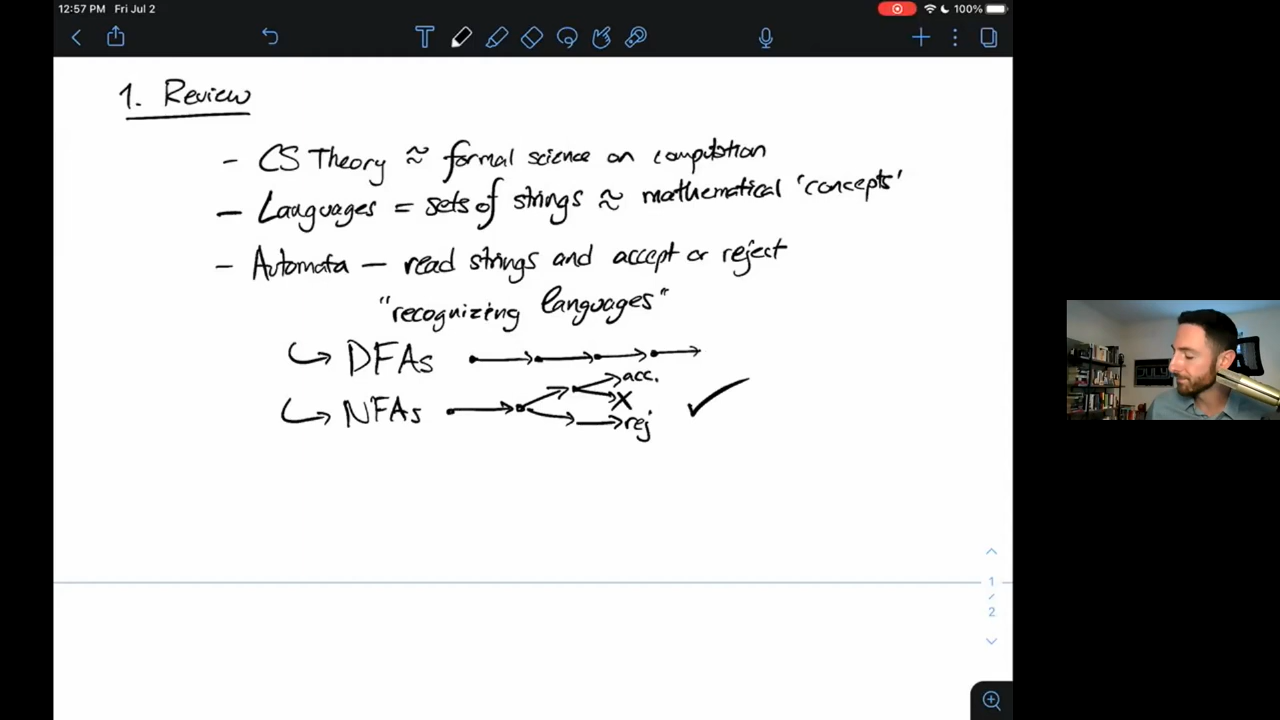 12:57 PM Fri Jul 2
100%
1. Review
- CS Theory ≈ formal science on computation
- Languages = sets of strings ≈ mathematical 'concepts'
- Automata — read strings and accept or reject
"recognizing languages"
↳ DFAs
acc.
↳ NFAs X
rej
1
/
2